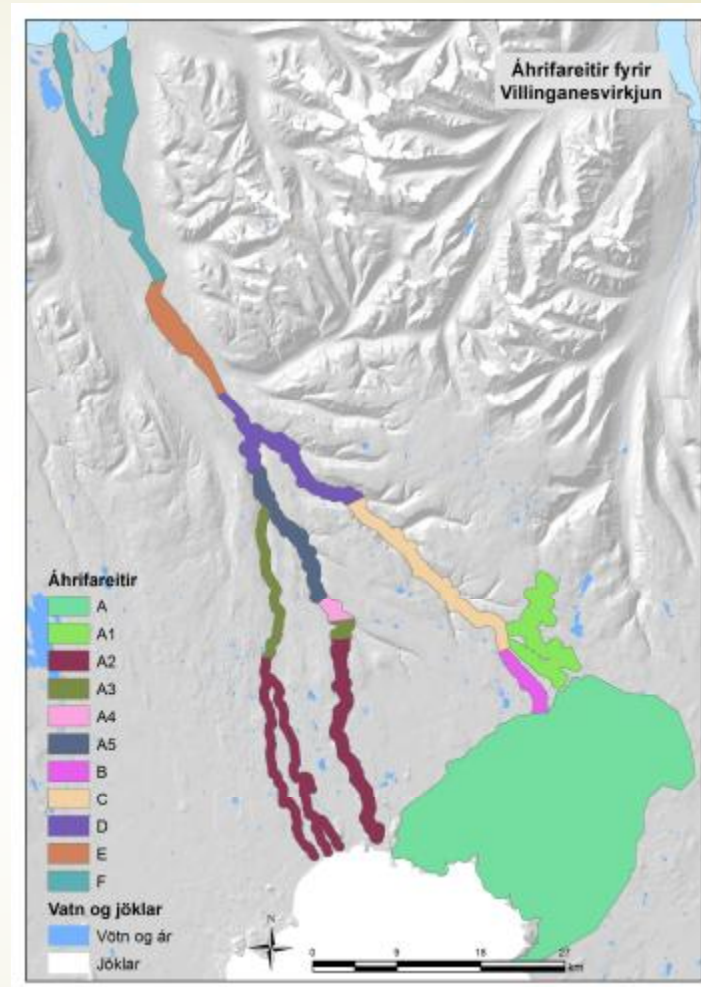 Áhrifareitir fyrir
Villinganesvirkjun
Áhrifareitir
A
A1
A2
A3
A4
A5
B
C
D
E
F
Vatn og jöklar
Vötn og ár
Jöklar
N
0 9 18 27
km